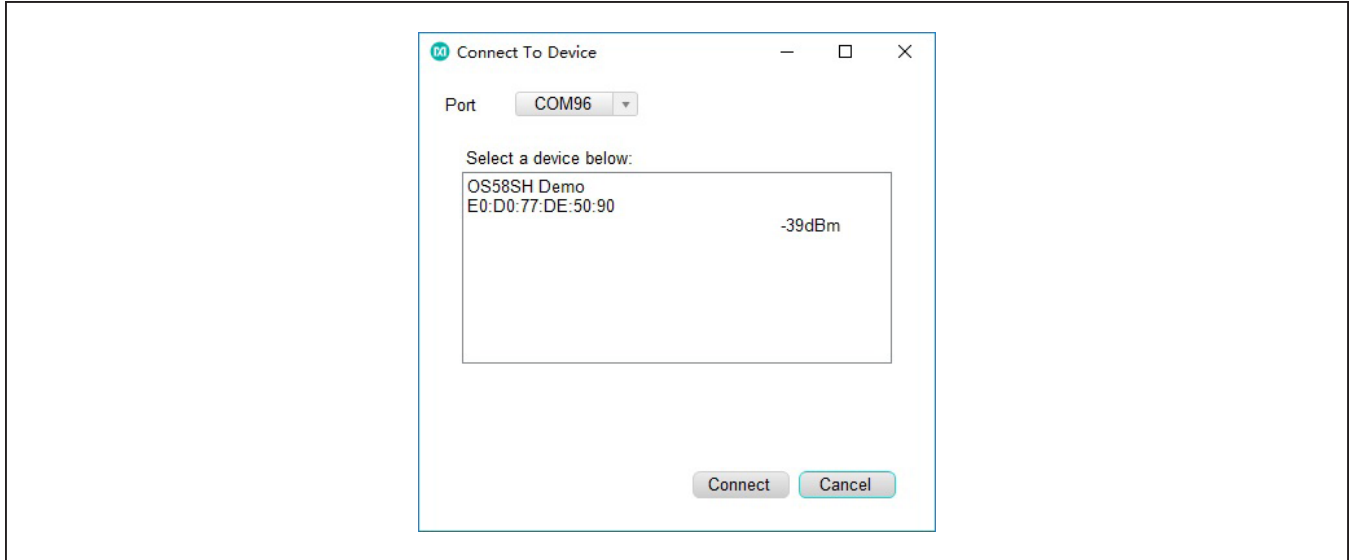 Connect To Device
Port COM96
Select a device below:
OS58SH Demo
E0:D0:77:DE:50:90
-39dBm
Connect Cancel